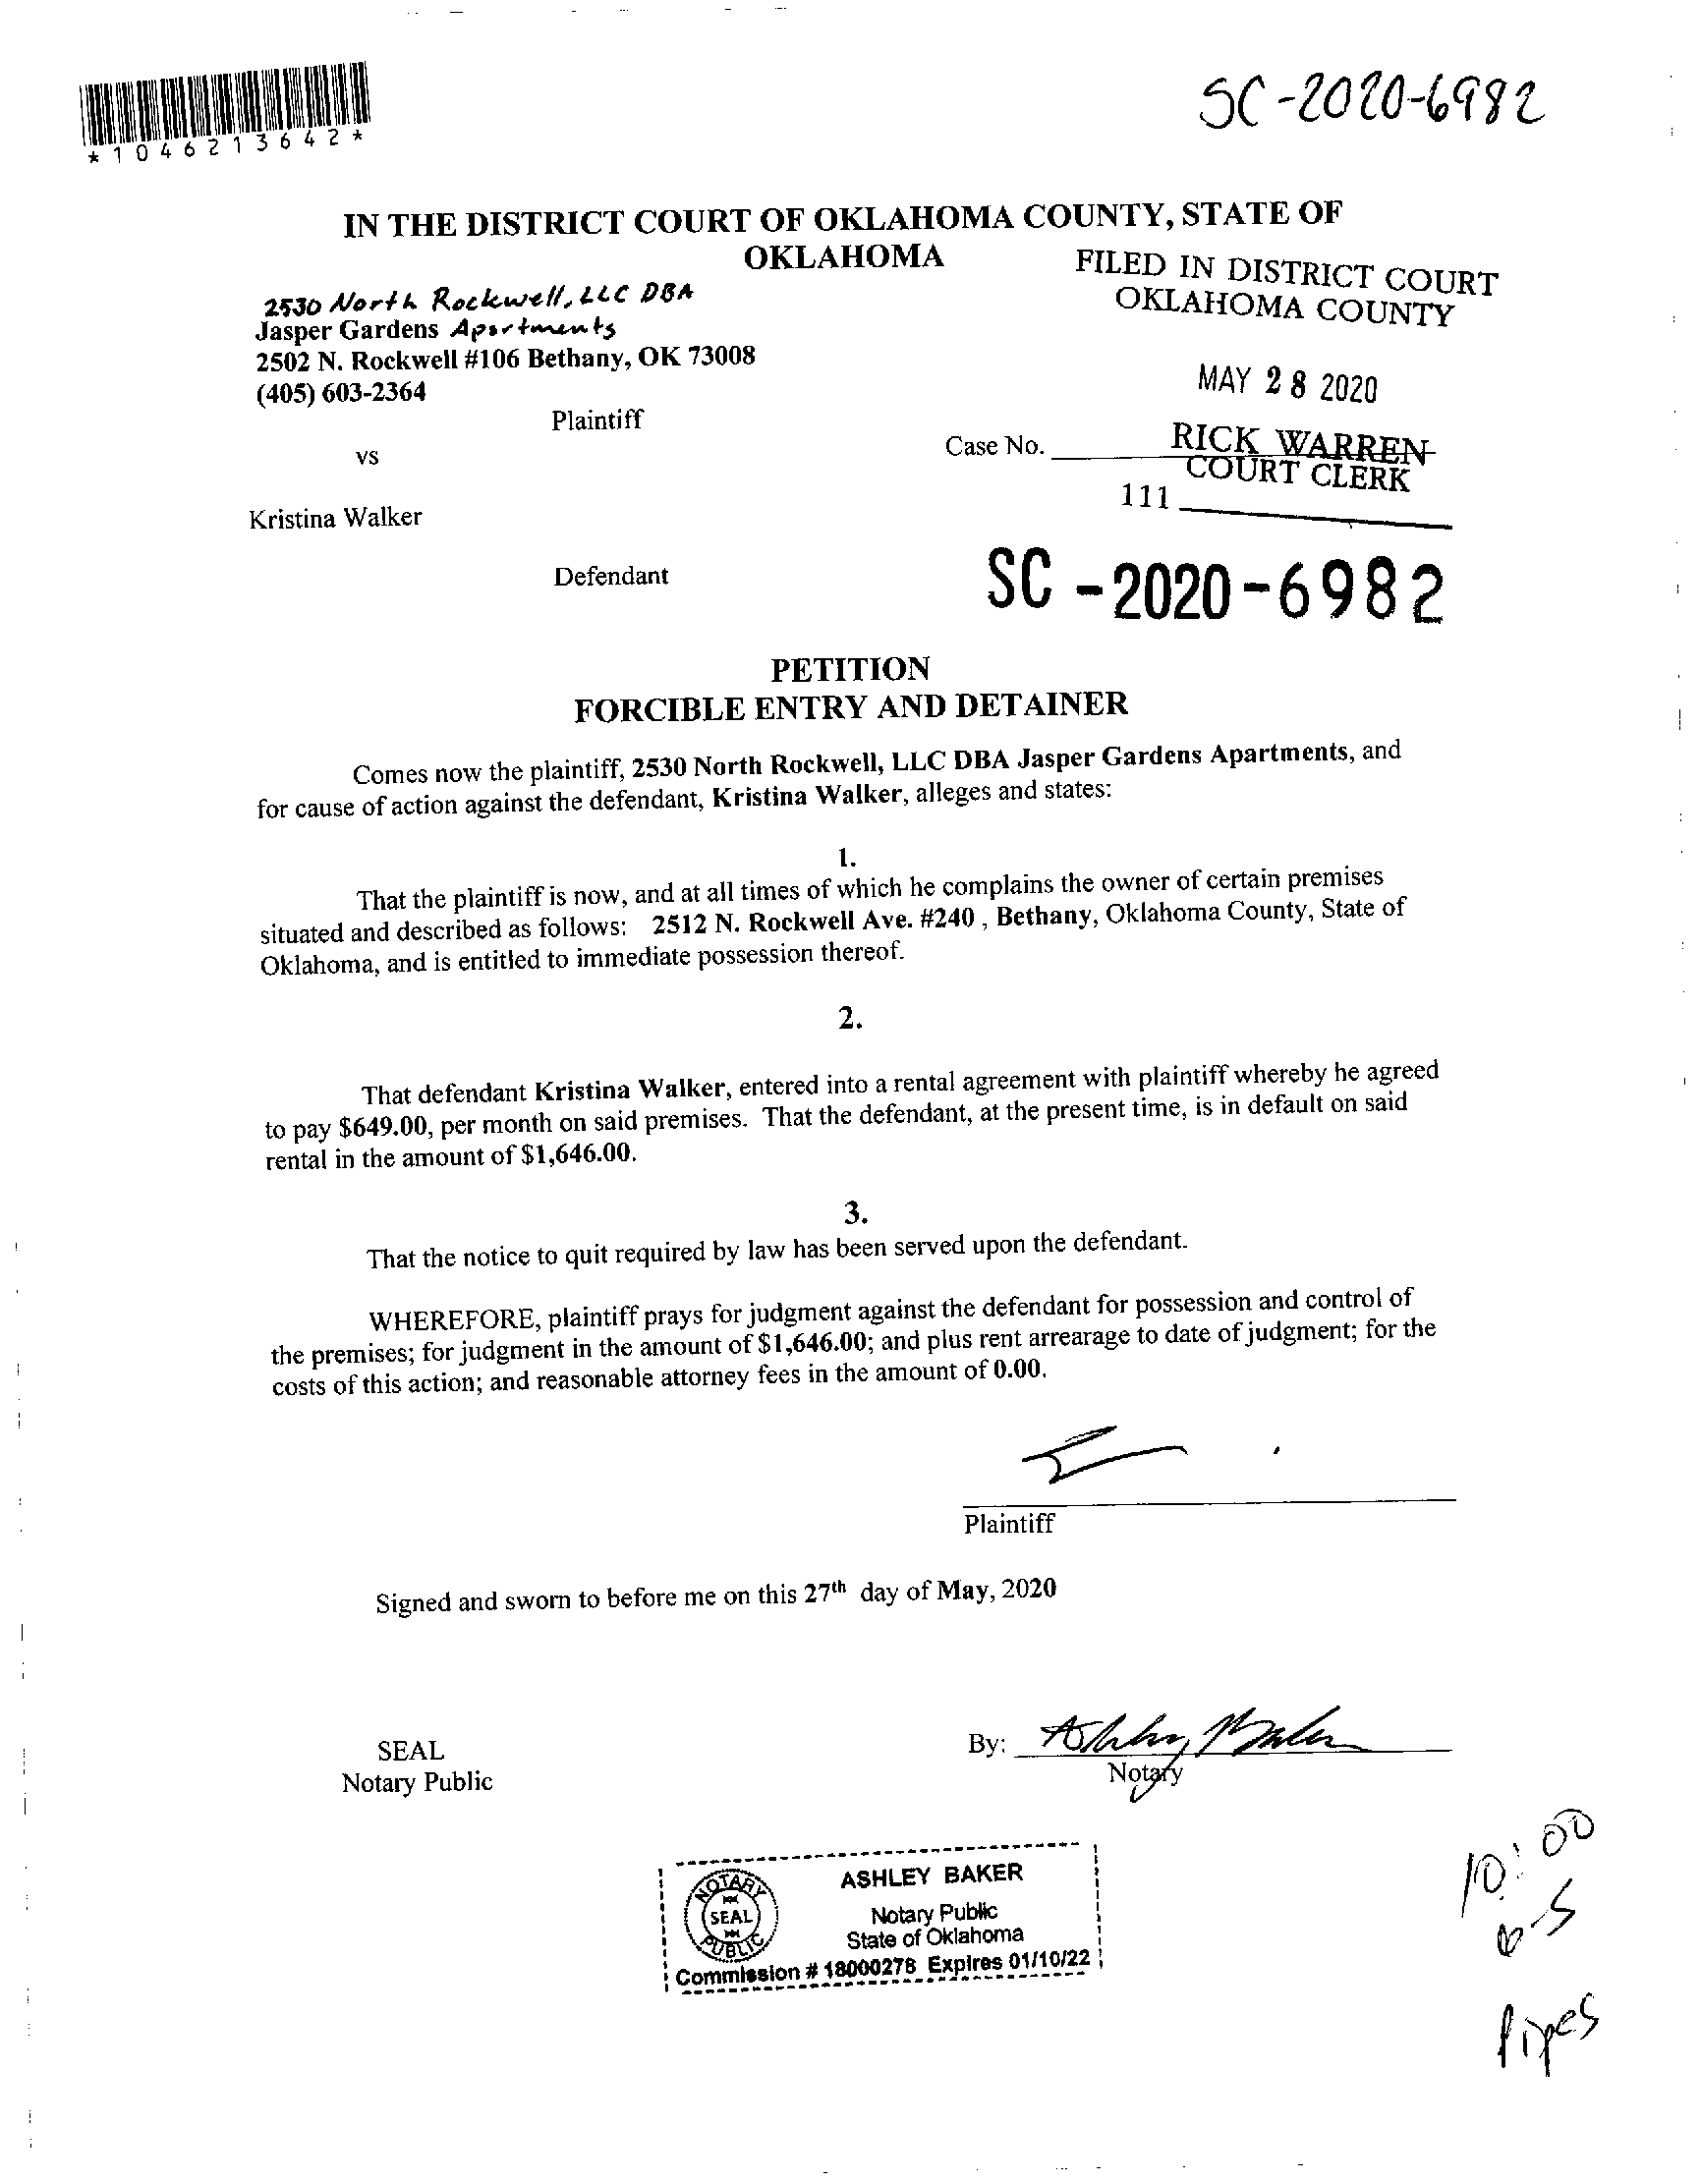 *1046213642*
SC-2020-6982
IN THE DISTRICT COURT OF OKLAHOMA COUNTY, STATE OF
OKLAHOMA
FILED IN DISTRICT COURT
OKLAHOMA COUNTY
2530 North Rockwell, LLC DBA
Jasper Gardens Apartments
2502 N. Rockwell #106 Bethany, OK 73008
(405) 603-2364
MAY 28 2020
Plaintiff
vs
Case No.
RICK WARREN
COURT CLERK
111
Kristina Walker
Defendant
SC-2020-6982
PETITION
FORCIBLE ENTRY AND DETAINER
Comes now the plaintiff, 2530 North Rockwell, LLC DBA Jasper Gardens Apartments, and
for cause of action against the defendant, Kristina Walker, alleges and states:
1.
That the plaintiff is now, and at all times of which he complains the owner of certain premises
situated and described as follows: 2512 N. Rockwell Ave. #240 , Bethany, Oklahoma County, State of
Oklahoma, and is entitled to immediate possession thereof.
2.
That defendant Kristina Walker, entered into a rental agreement with plaintiff whereby he agreed
to pay $649.00, per month on said premises. That the defendant, at the present time, is in default on said
rental in the amount of $1,646.00.
3.
That the notice to quit required by law has been served upon the defendant.
WHEREFORE, plaintiff prays for judgment against the defendant for possession and control of
the premises; for judgment in the amount of $1,646.00; and plus rent arrearage to date of judgment; for the
costs of this action; and reasonable attorney fees in the amount of 0.00.
Plaintiff
Signed and sworn to before me on this 27th day of May, 2020
SEAL
Notary Public
By: Ashley Baker
Notary
NOTARY
SEAL
PUBLIC
ASHLEY BAKER
Notary Public
State of Oklahoma
Commission # 18000278 Expires 01/10/22
10:00
Pipes